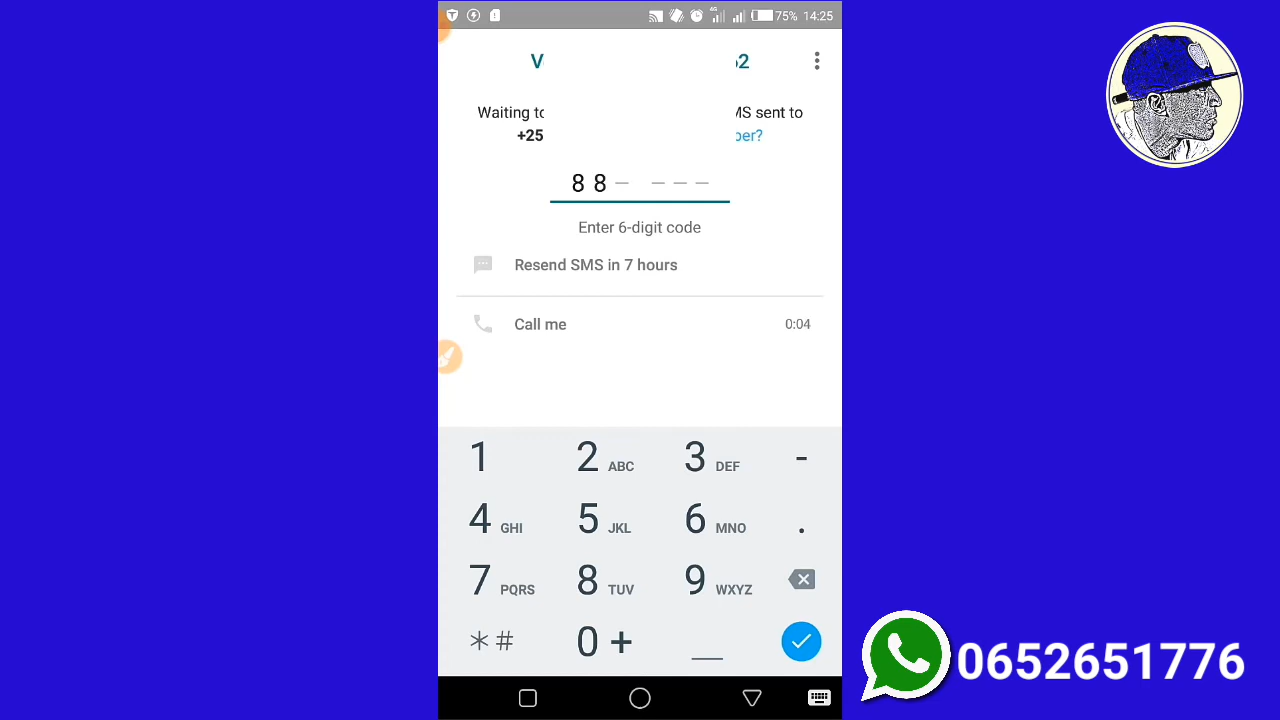 75% 14:25
V 62
Waiting to MS sent to
+25 ber?
8 8 – – – –
Enter 6-digit code
Resend SMS in 7 hours
Call me 0:04
1 2 ABC 3 DEF -
4 GHI 5 JKL 6 MNO .
7 PQRS 8 TUV 9 WXYZ
*# 0 + _
0652651776